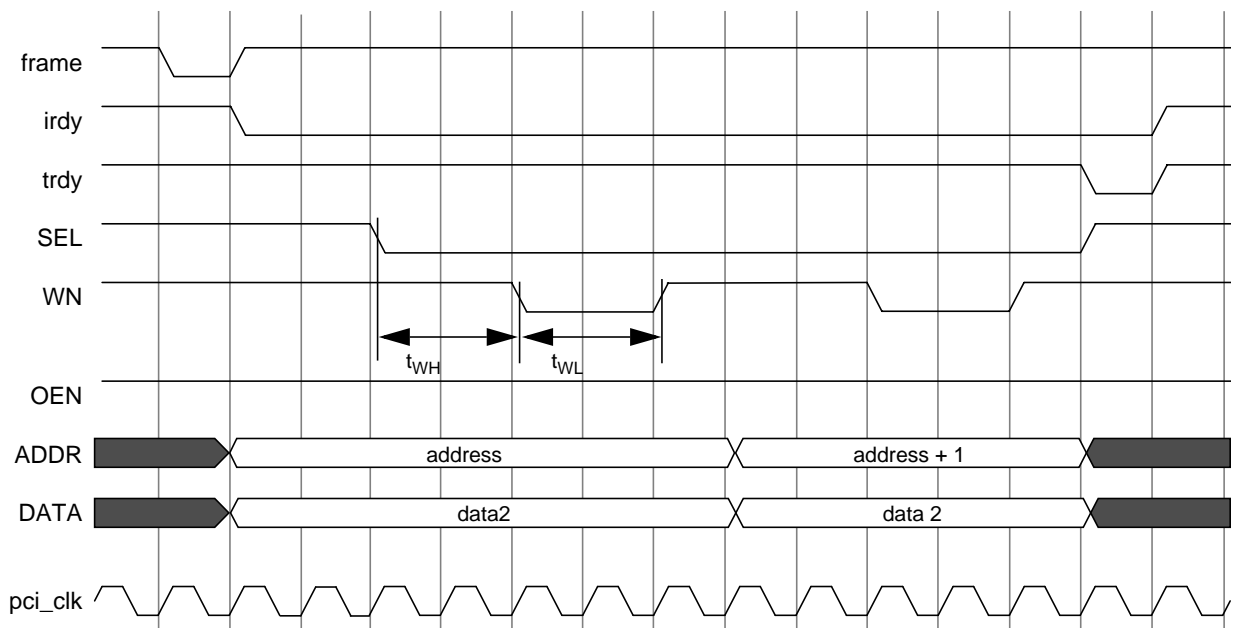 frame
irdy
trdy
SEL
WN
tWH
tWL
OEN
ADDR
address
address + 1
DATA
data2
data 2
pci_clk